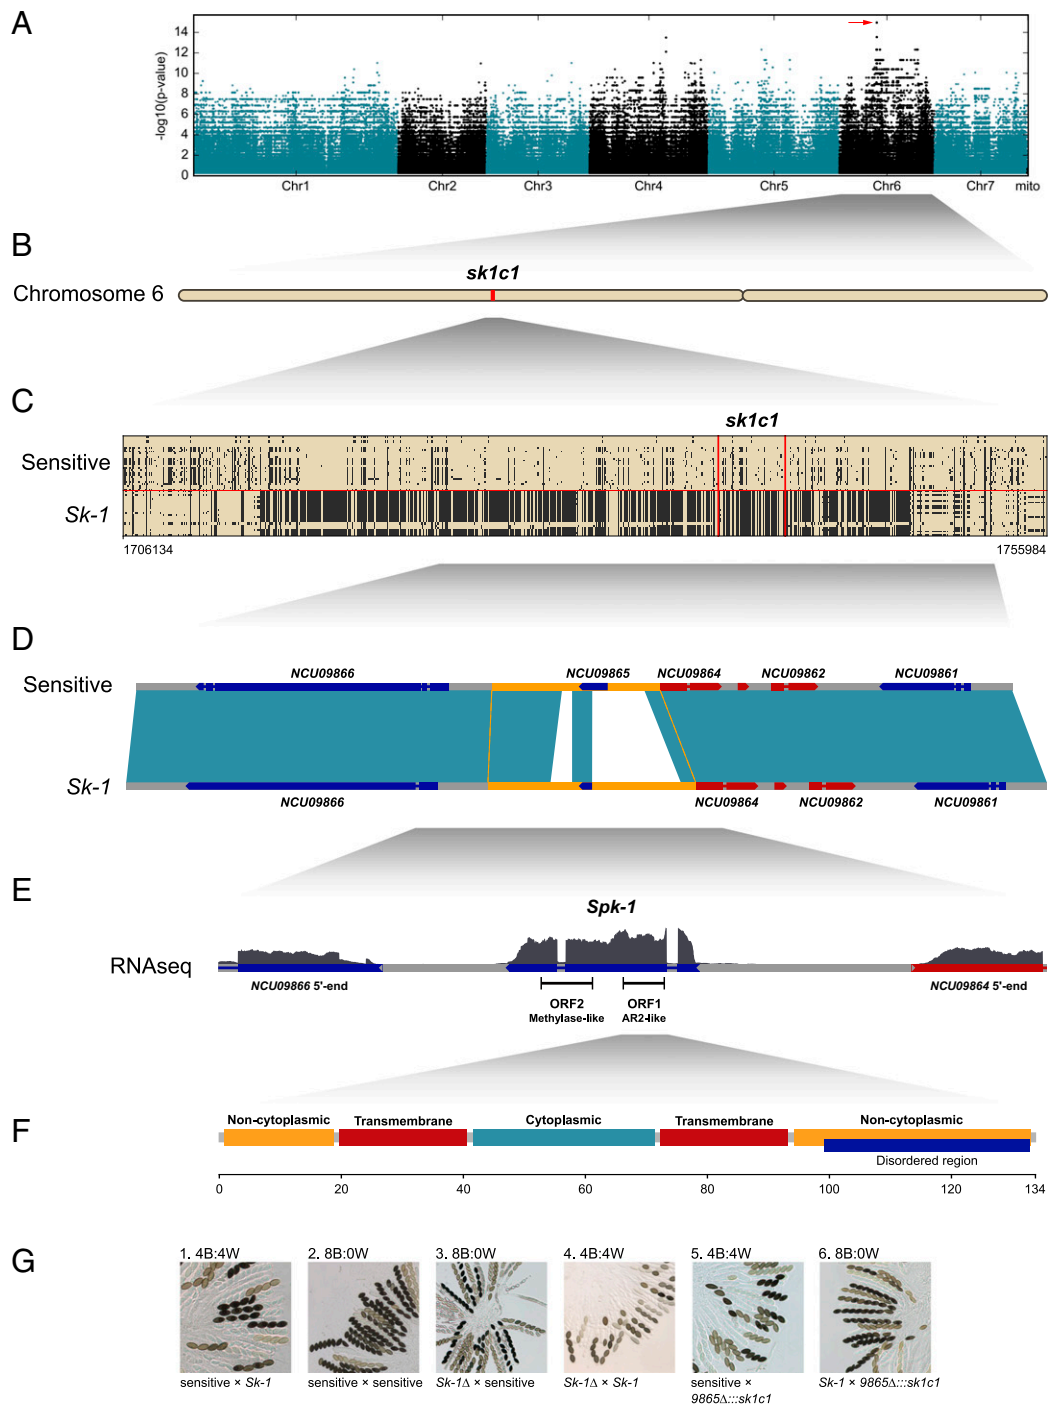 A
-log10(p-value)
14
12
10
8
6
4
2
0
Chr1 Chr2 Chr3 Chr4 Chr5 Chr6 Chr7 mito
B
sk1c1
Chromosome 6
C
sk1c1
Sensitive
Sk-1
1706134 1755984
D
NCU09866 NCU09865 NCU09864 NCU09862 NCU09861
Sensitive
Sk-1
NCU09866 NCU09864 NCU09862 NCU09861
E
Spk-1
RNAseq
NCU09866 5'-end NCU09864 5'-end
ORF2 ORF1
Methylase-like AR2-like
F
Non-cytoplasmic Transmembrane Cytoplasmic Transmembrane Non-cytoplasmic
Disordered region
0 20 40 60 80 100 120 134
G
1. 4B:4W 2. 8B:0W 3. 8B:0W 4. 4B:4W 5. 4B:4W 6. 8B:0W
sensitive × Sk-1 sensitive × sensitive Sk-1Δ × sensitive Sk-1Δ × Sk-1 sensitive × Sk-1 × 9865Δ:::sk1c1
9865Δ:::sk1c1